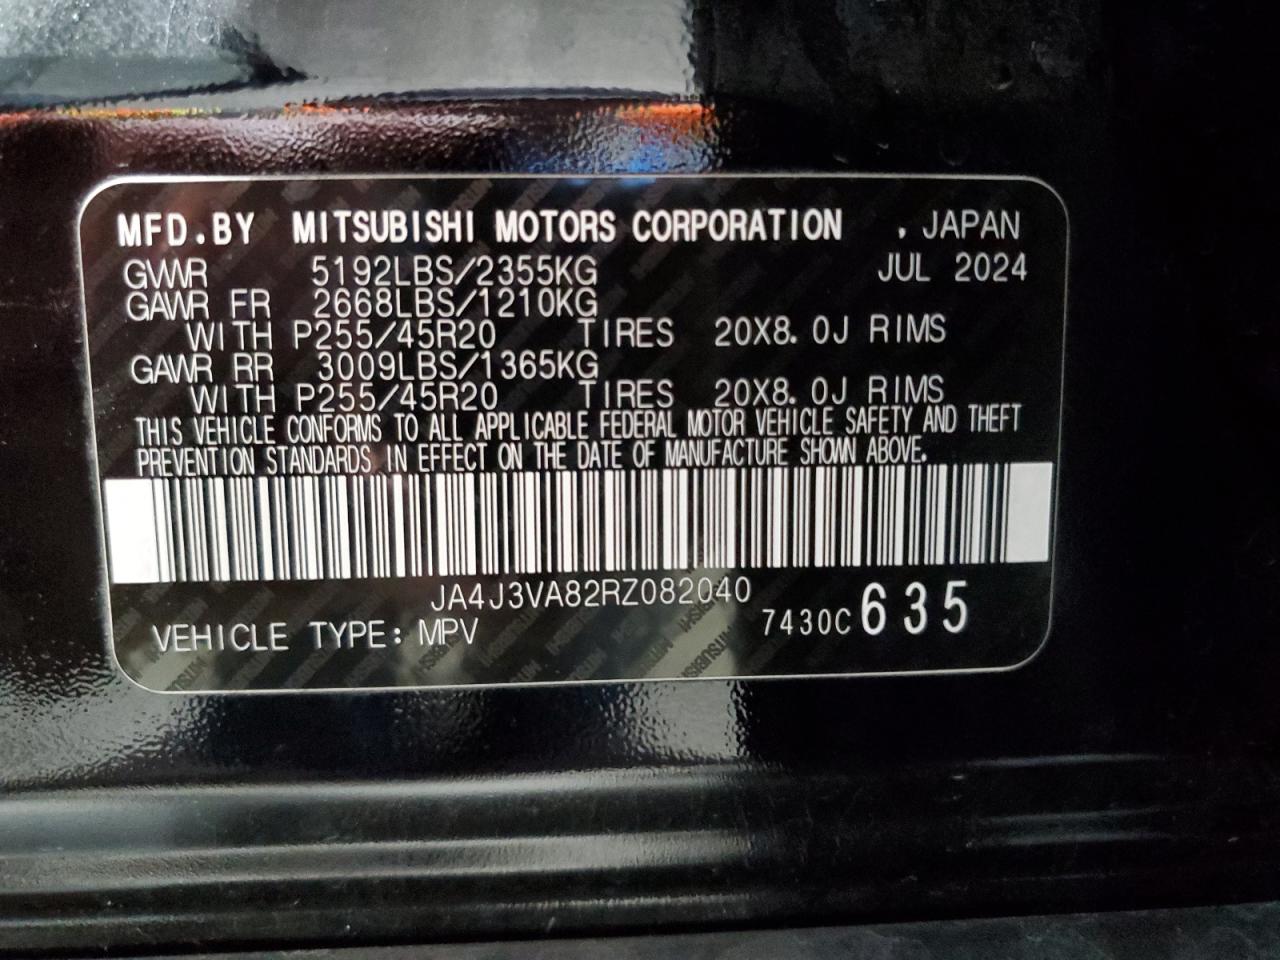 MFD.BY MITSUBISHI MOTORS CORPORATION , JAPAN
GVWR 5192LBS/2355KG JUL 2024
GAWR FR 2668LBS/1210KG
WITH P255/45R20 TIRES 20X8.0J RIMS
GAWR RR 3009LBS/1365KG
WITH P255/45R20 TIRES 20X8.0J RIMS
THIS VEHICLE CONFORMS TO ALL APPLICABLE FEDERAL MOTOR VEHICLE SAFETY AND THEFT
PREVENTION STANDARDS IN EFFECT ON THE DATE OF MANUFACTURE SHOWN ABOVE.
JA4J3VA82RZ082040
VEHICLE TYPE: MPV 7430C 635